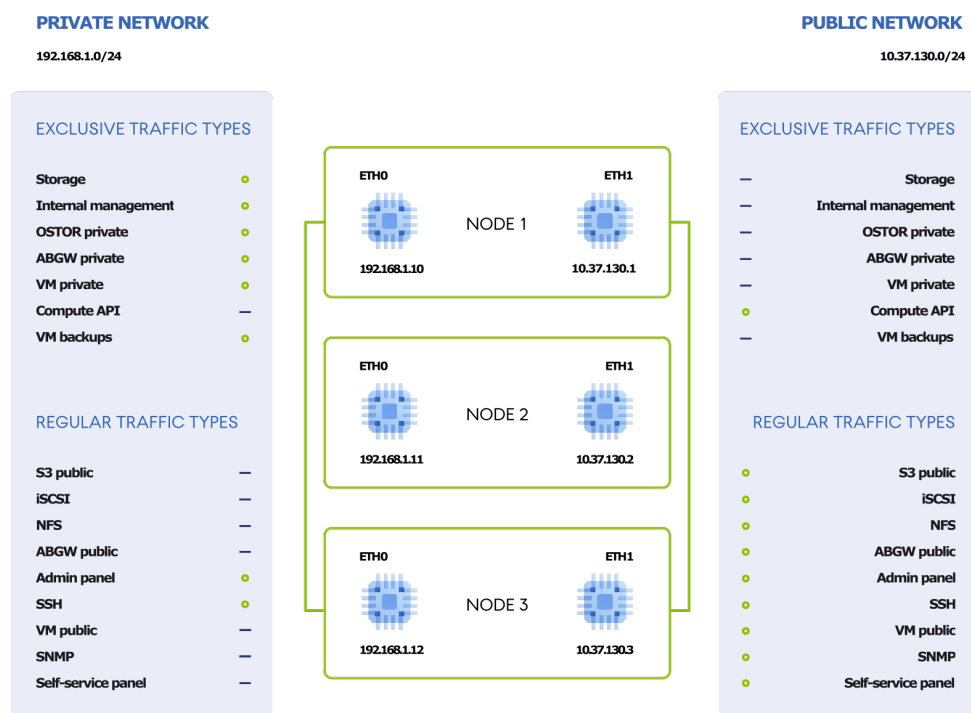 PRIVATE NETWORK
192.168.1.0/24
EXCLUSIVE TRAFFIC TYPES
Storage
Internal management
OSTOR private
ABGW private
VM private
Compute API
VM backups
REGULAR TRAFFIC TYPES
S3 public
iSCSI
NFS
ABGW public
Admin panel
SSH
VM public
SNMP
Self-service panel
ETH0
ETH1
NODE 1
192.168.1.10
10.37.130.1
ETH0
ETH1
NODE 2
192.168.1.11
10.37.130.2
ETH0
ETH1
NODE 3
192.168.1.12
10.37.130.3
PUBLIC NETWORK
10.37.130.0/24
EXCLUSIVE TRAFFIC TYPES
Storage
Internal management
OSTOR private
ABGW private
VM private
Compute API
VM backups
REGULAR TRAFFIC TYPES
S3 public
iSCSI
NFS
ABGW public
Admin panel
SSH
VM public
SNMP
Self-service panel